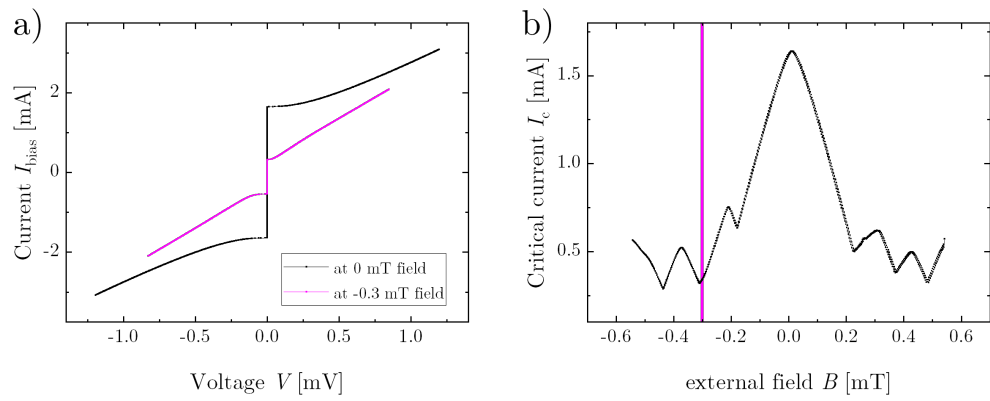 a)
Current I_bias [mA]
2
0
-2
-1.0 -0.5 0.0 0.5 1.0
Voltage V [mV]
at 0 mT field
at -0.3 mT field
b)
Critical current I_c [mA]
1.5
1.0
0.5
-0.6 -0.4 -0.2 0.0 0.2 0.4 0.6
external field B [mT]